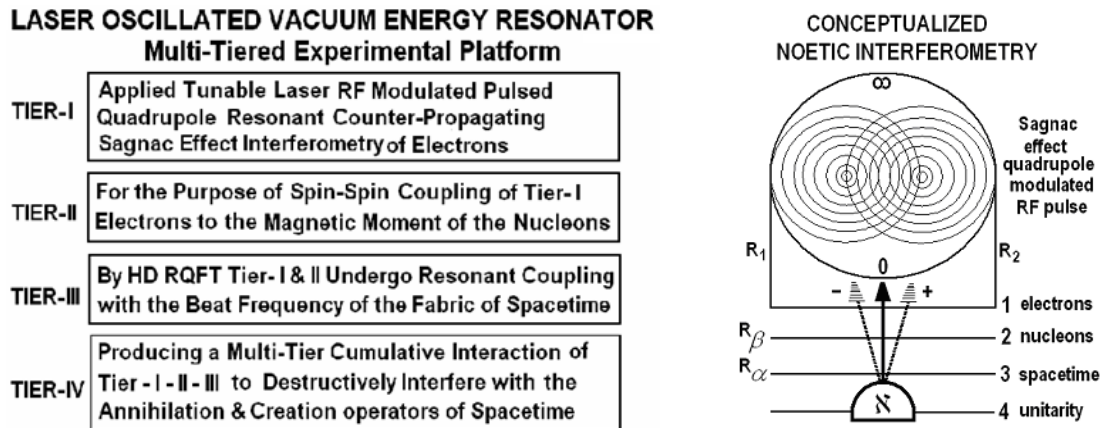 LASER OSCILLATED VACUUM ENERGY RESONATOR
Multi-Tiered Experimental Platform
TIER-I
Applied Tunable Laser RF Modulated Pulsed
Quadrupole Resonant Counter-Propagating
Sagnac Effect Interferometry of Electrons
TIER-II
For the Purpose of Spin-Spin Coupling of Tier-I
Electrons to the Magnetic Moment of the Nucleons
TIER-III
By HD RQFT Tier-I & II Undergo Resonant Coupling
with the Beat Frequency of the Fabric of Spacetime
TIER-IV
Producing a Multi-Tier Cumulative Interaction of
Tier-I-II-III to Destructively Interfere with the
Annihilation & Creation operators of Spacetime
CONCEPTUALIZED
NOETIC INTERFEROMETRY
∞
Sagnac
effect
quadrupole
modulated
RF pulse
R1
R2
0
- +
1 electrons
Rβ
2 nucleons
Rα
3 spacetime
ℵ
4 unitarity